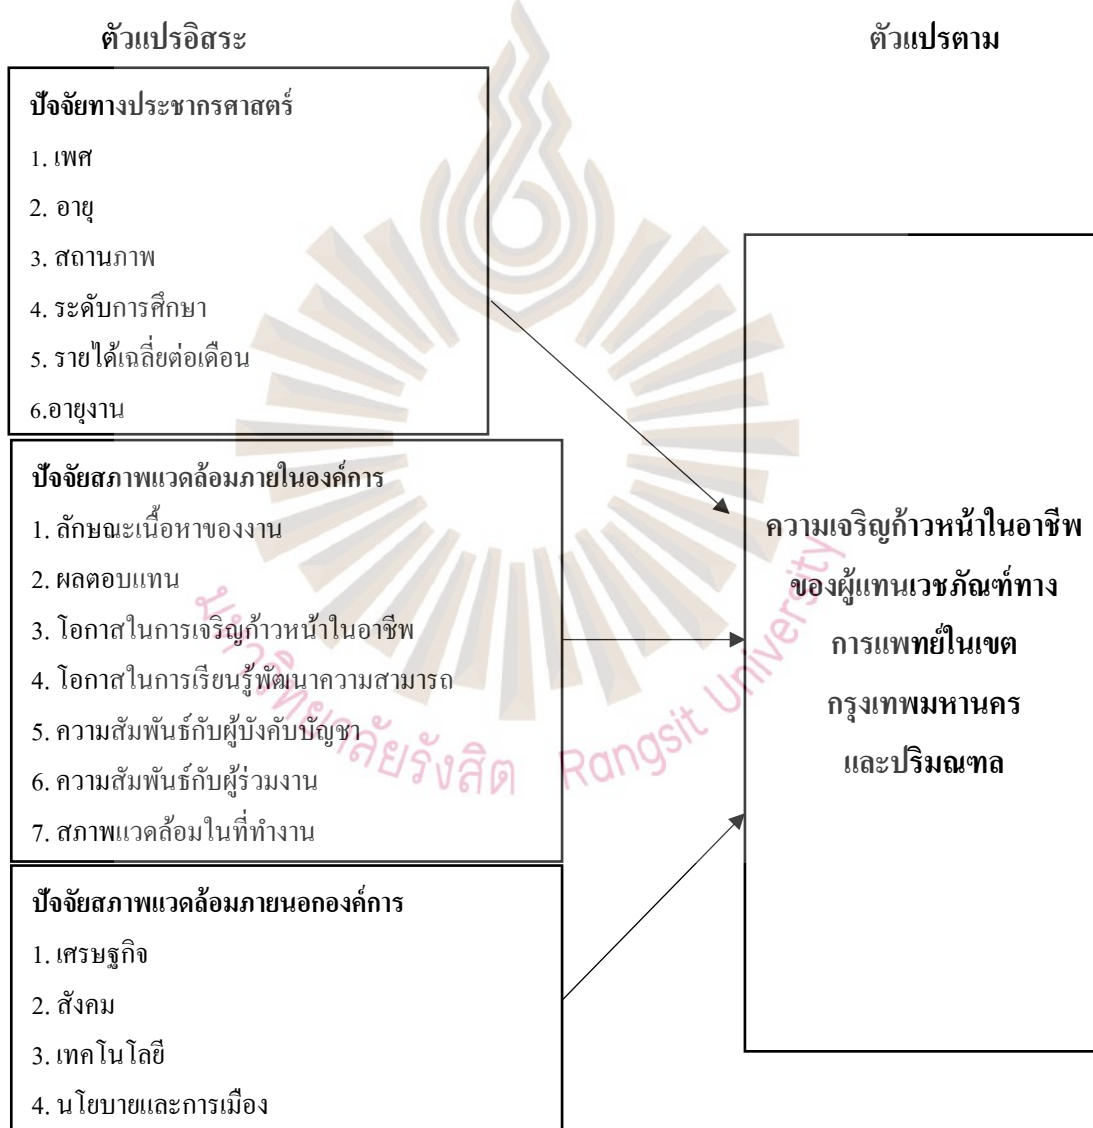 ตัวแปรอิสระ
ตัวแปรตาม
ปัจจัยทางประชากรศาสตร์
1. เพศ
2. อายุ
3. สถานภาพ
4. ระดับการศึกษา
5. รายได้เฉลี่ยต่อเดือน
6.อายุงาน
ปัจจัยสภาพแวดล้อมภายในองค์การ
1. ลักษณะเนื้อหาของงาน
2. ผลตอบแทน
3. โอกาสในการเจริญก้าวหน้าในอาชีพ
4. โอกาสในการเรียนรู้พัฒนาความสามารถ
5. ความสัมพันธ์กับผู้บังคับบัญชา
6. ความสัมพันธ์กับผู้ร่วมงาน
7. สภาพแวดล้อมในที่ทำงาน
ปัจจัยสภาพแวดล้อมภายนอกองค์การ
1. เศรษฐกิจ
2. สังคม
3. เทคโนโลยี
4. นโยบายและการเมือง
ความเจริญก้าวหน้าในอาชีพ
ของผู้แทนเวชภัณฑ์ทาง
การแพทย์ในเขต
กรุงเทพมหานคร
และปริมณฑล
มหาวิทยาลัยรังสิต Rangsit University